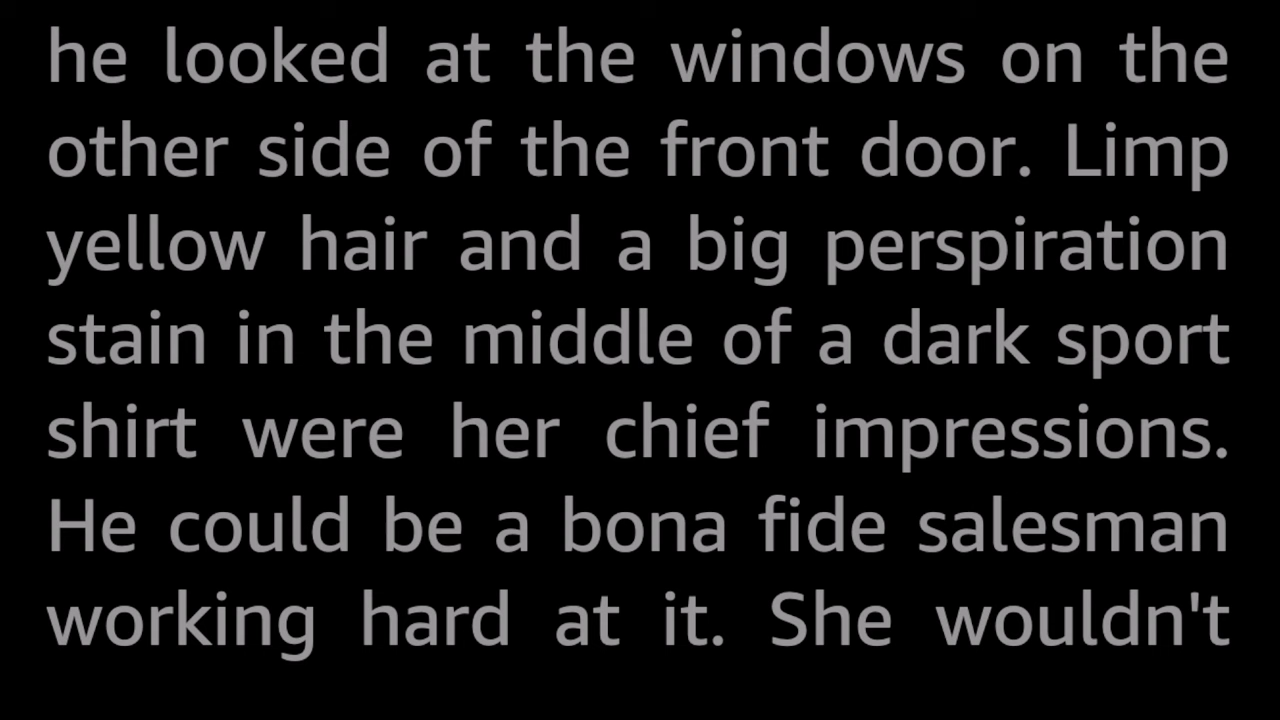 he looked at the windows on the
other side of the front door. Limp
yellow hair and a big perspiration
stain in the middle of a dark sport
shirt were her chief impressions.
He could be a bona fide salesman
working hard at it. She wouldn't